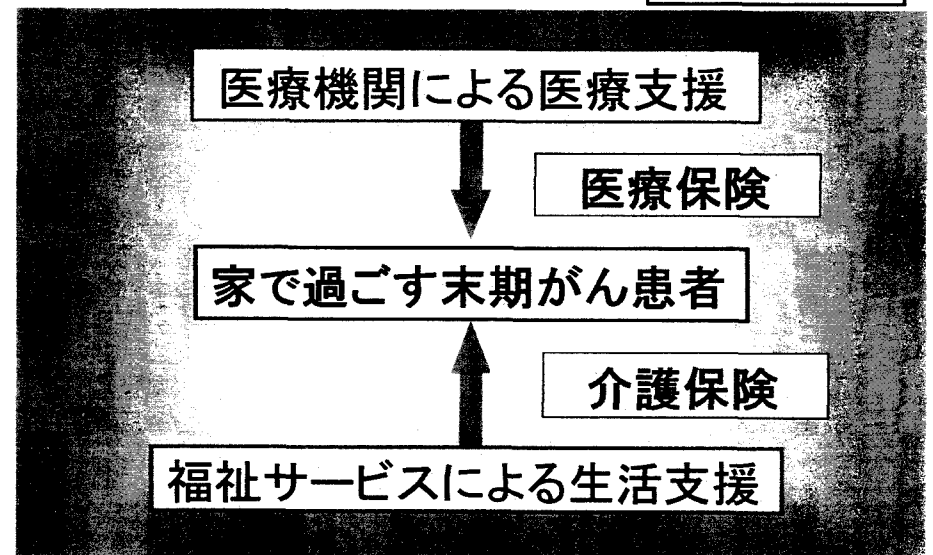 医療機関による医療支援
医療保険
家で過ごす末期がん患者
介護保険
福祉サービスによる生活支援